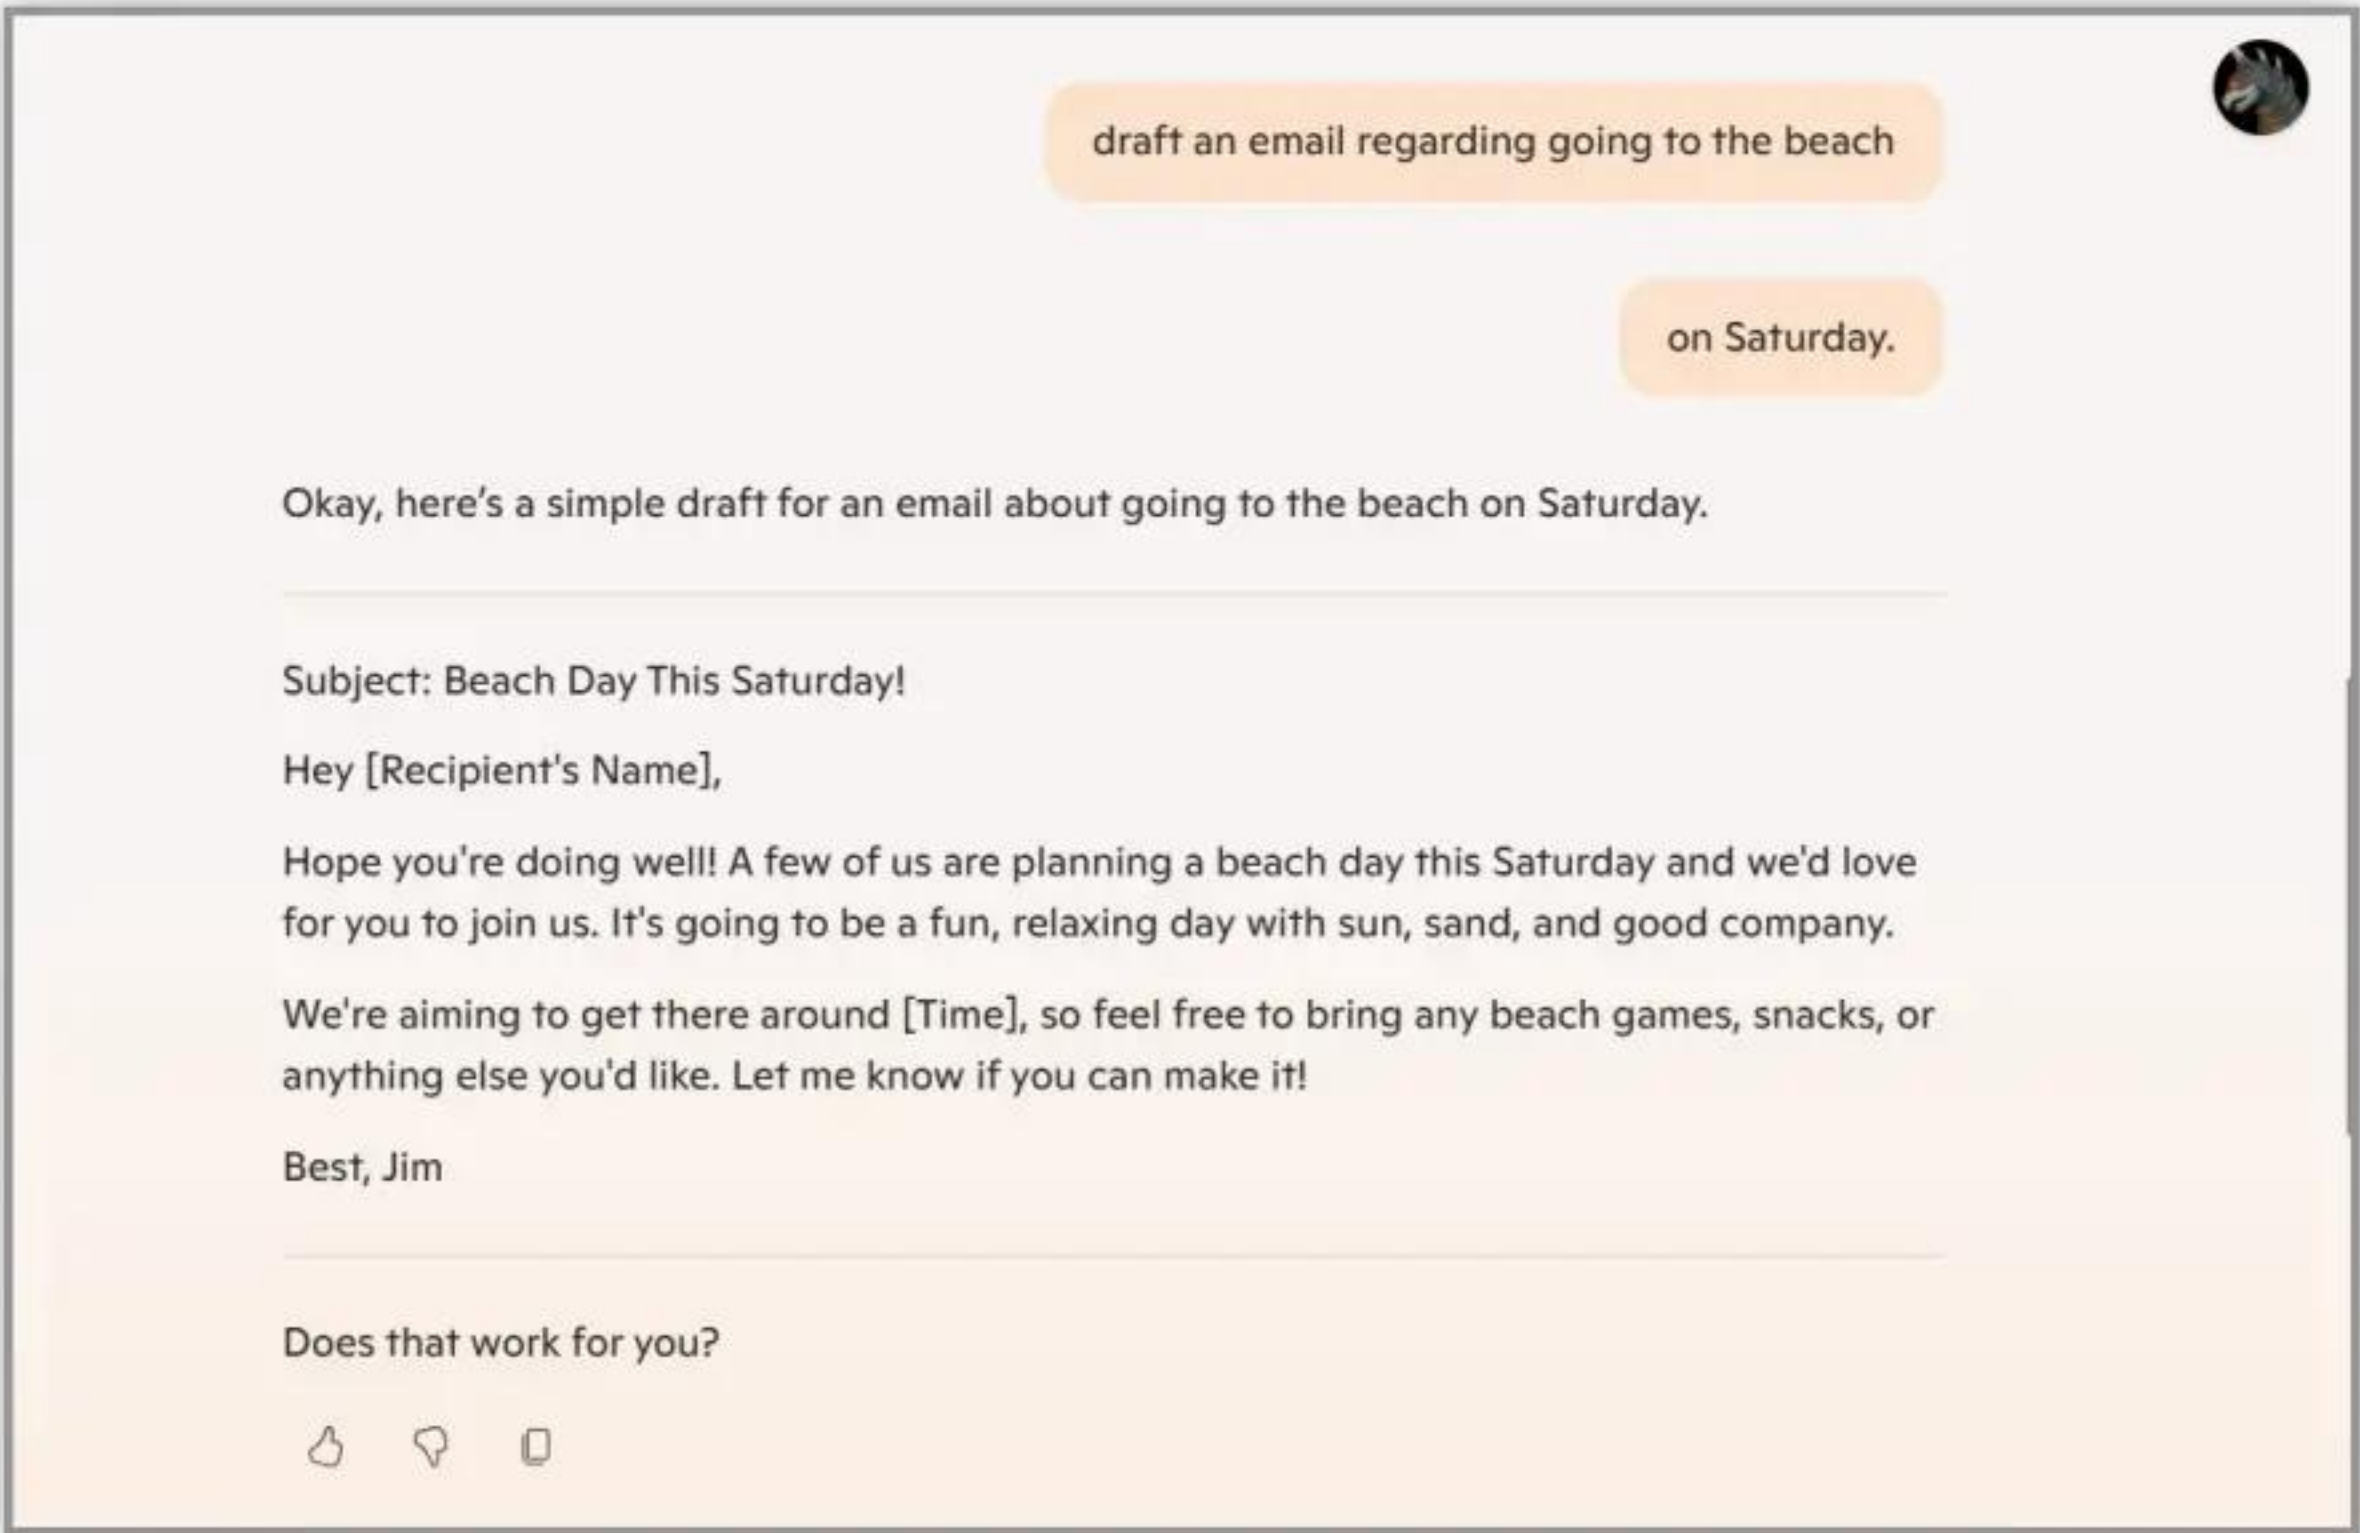 draft an email regarding going to the beach
on Saturday.
Okay, here’s a simple draft for an email about going to the beach on Saturday.
Subject: Beach Day This Saturday!
Hey [Recipient's Name],
Hope you're doing well! A few of us are planning a beach day this Saturday and we'd love
for you to join us. It's going to be a fun, relaxing day with sun, sand, and good company.
We're aiming to get there around [Time], so feel free to bring any beach games, snacks, or
anything else you'd like. Let me know if you can make it!
Best, Jim
Does that work for you?